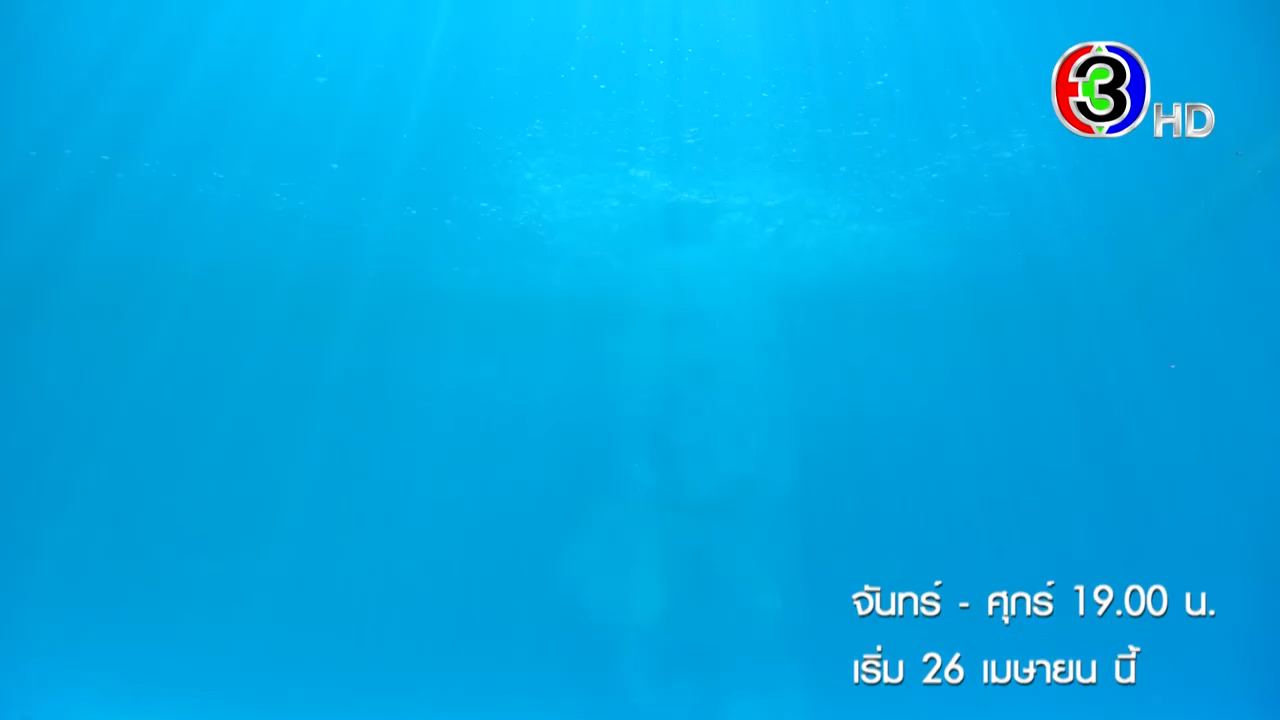 3 HD
จันทร์ - ศุกร์ 19.00 น.
เริ่ม 26 เมษายน นี้